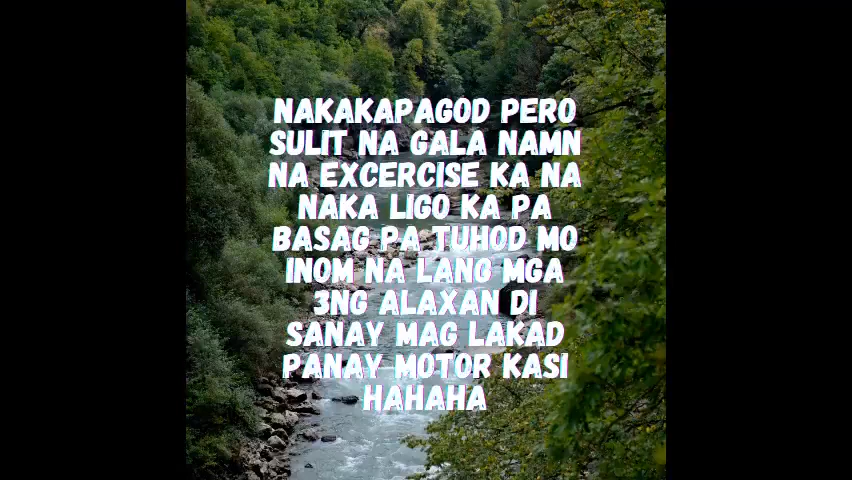 NAKAKAPAGOD PERO
SULIT NA GALA NAMN
NA EXCERCISE KA NA
NAKA LIGO KA PA
BASAG PA TUHOD MO
INOM NA LANG MGA
3NG ALAXAN DI
SANAY MAG LAKAD
PANAY MOTOR KASI
HAHAHA